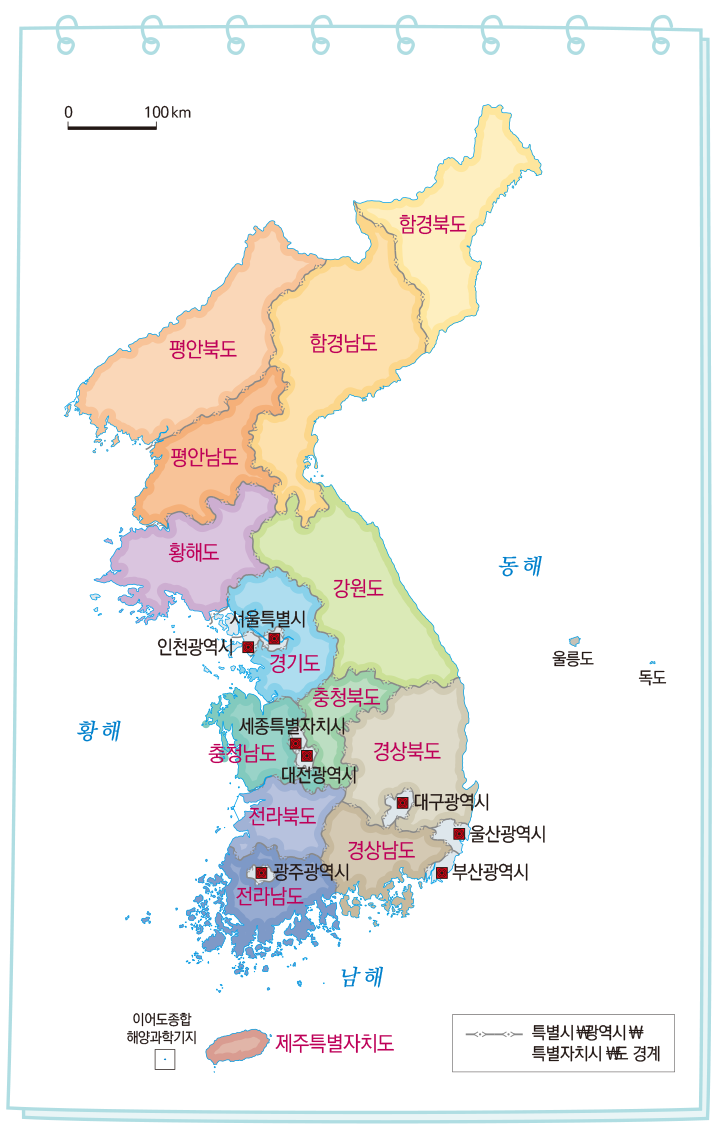 0 100 km
함경북도
함경남도
평안북도
평안남도
황해도
강원도
동해
서울특별시
인천광역시
경기도
울릉도
독도
충청북도
세종특별자치시
황해
충청남도
경상북도
대전광역시
대구광역시
전라북도
울산광역시
경상남도
광주광역시
부산광역시
전라남도
남해
이어도종합
해양과학기지
제주특별자치도
특별시 ₩광역시 ₩
특별자치시 ₩도 경계